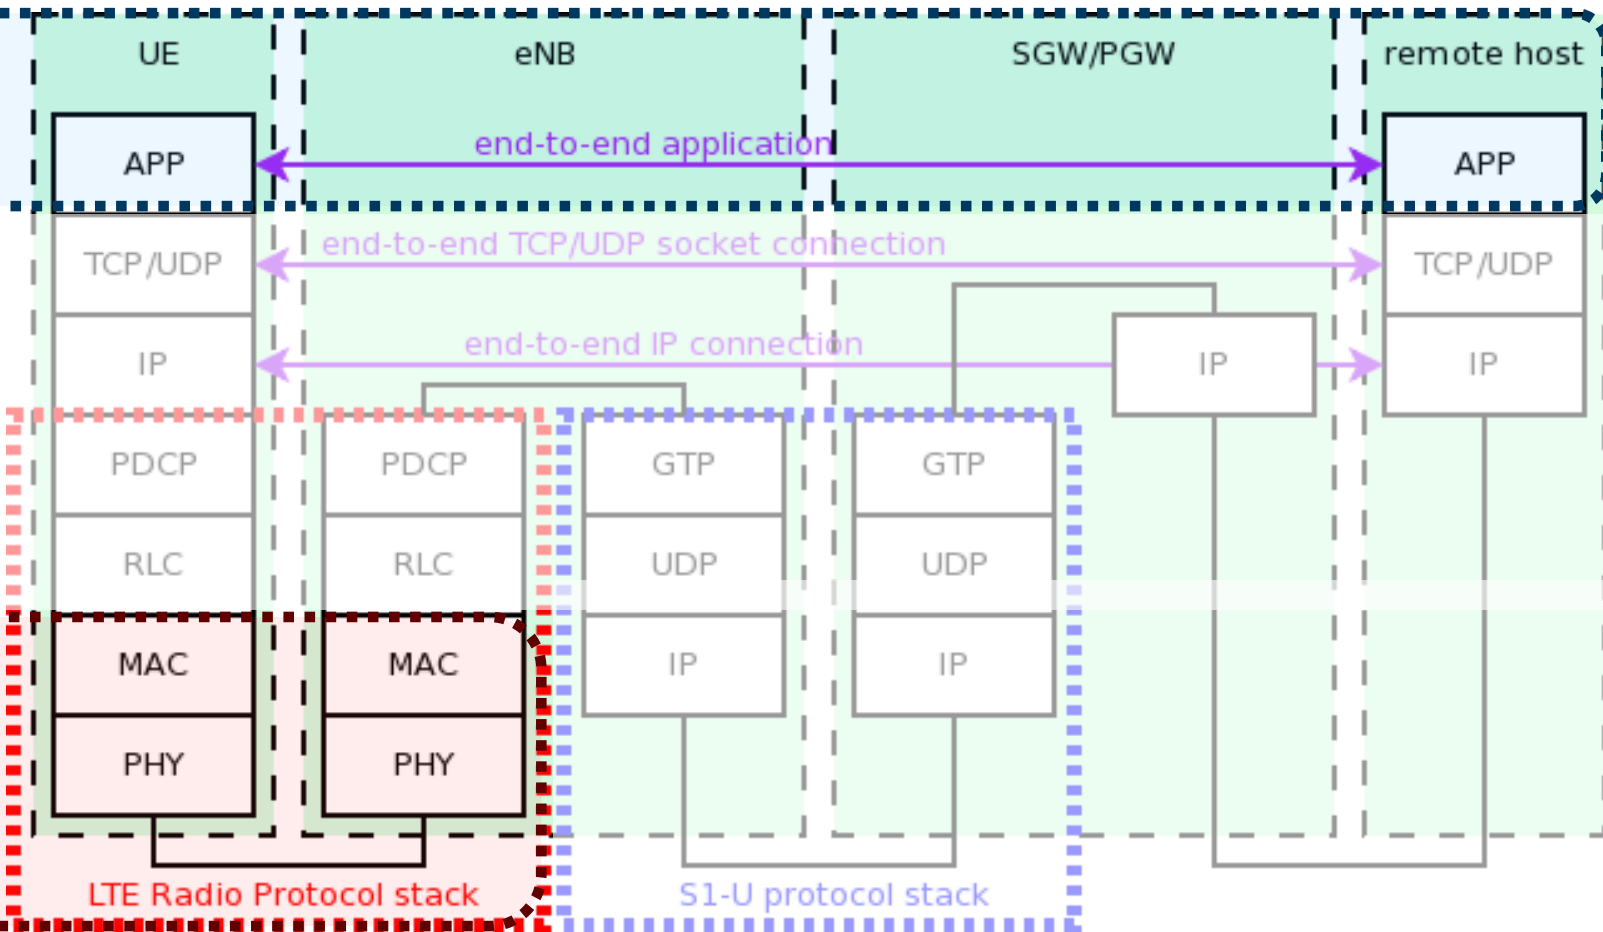 UE
eNB
SGW/PGW
remote host
end-to-end application
APP
APP
end-to-end TCP/UDP socket connection
TCP/UDP
TCP/UDP
end-to-end IP connection
IP
IP
IP
PDCP
PDCP
GTP
GTP
RLC
RLC
UDP
UDP
MAC
MAC
IP
IP
PHY
PHY
LTE Radio Protocol stack
S1-U protocol stack